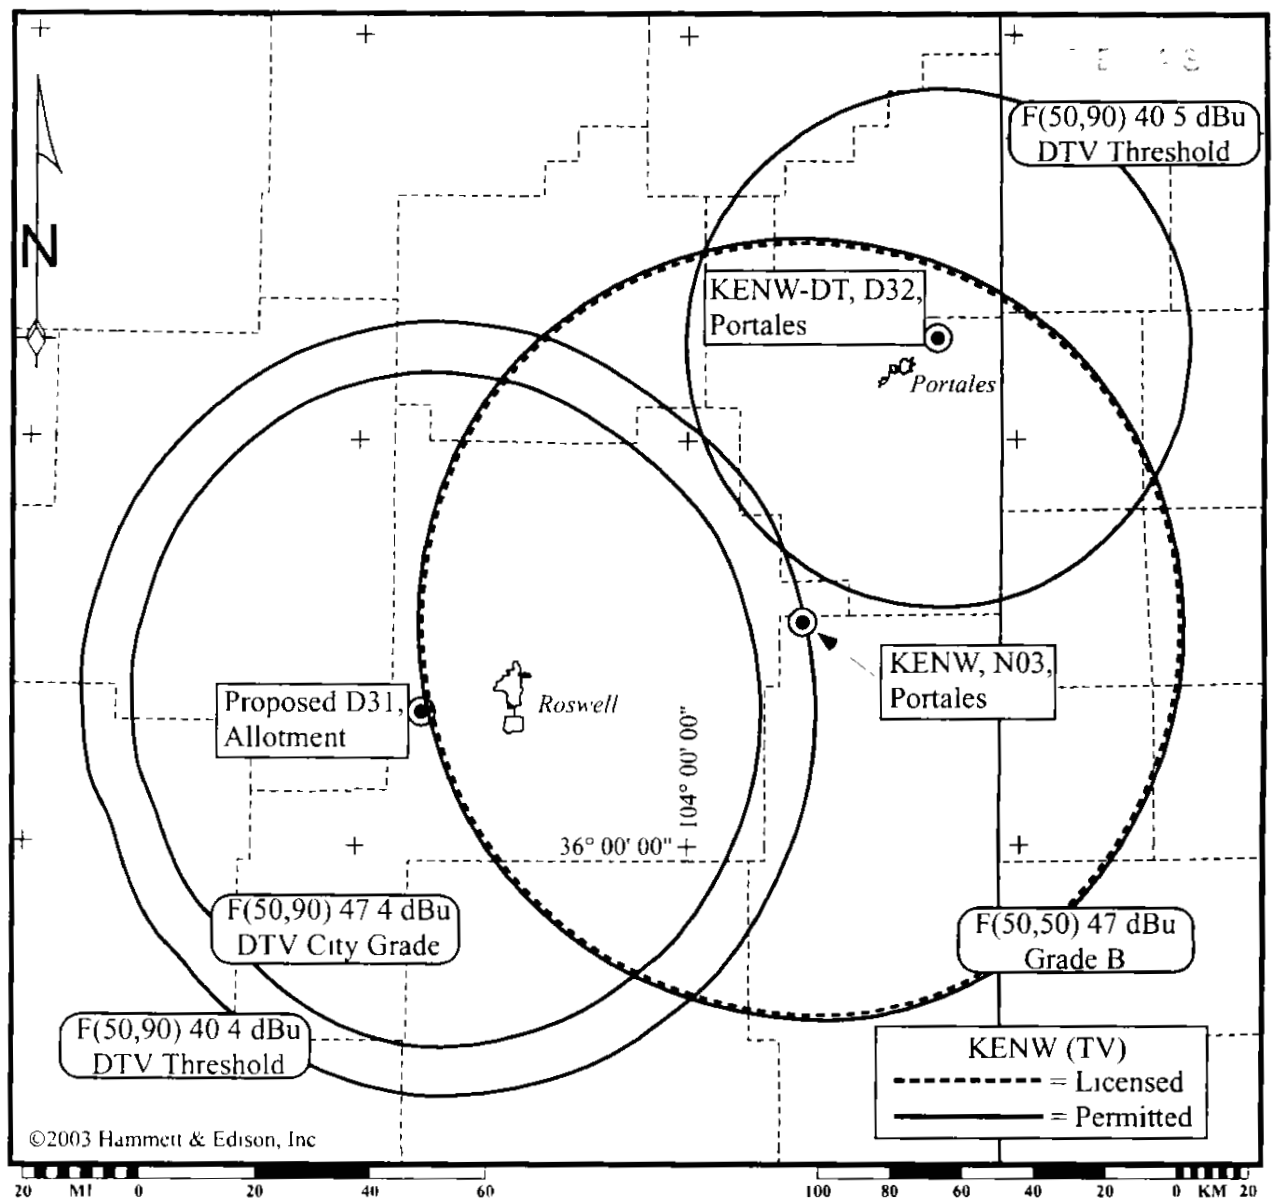 F(50,90) 40 5 dBu
DTV Threshold
N
KENW-DT, D32,
Portales
Portales
KENW, N03,
Portales
Proposed D31,
Allotment
Roswell
104° 00' 00"
36° 00' 00"
F(50,90) 47 4 dBu
DTV City Grade
F(50,50) 47 dBu
Grade B
F(50,90) 40 4 dBu
DTV Threshold
KENW (TV)
= Licensed
= Permitted
©2003 Hammett & Edison, Inc
20 MI 0 20 40 60 100 80 60 40 20 0 KM 20